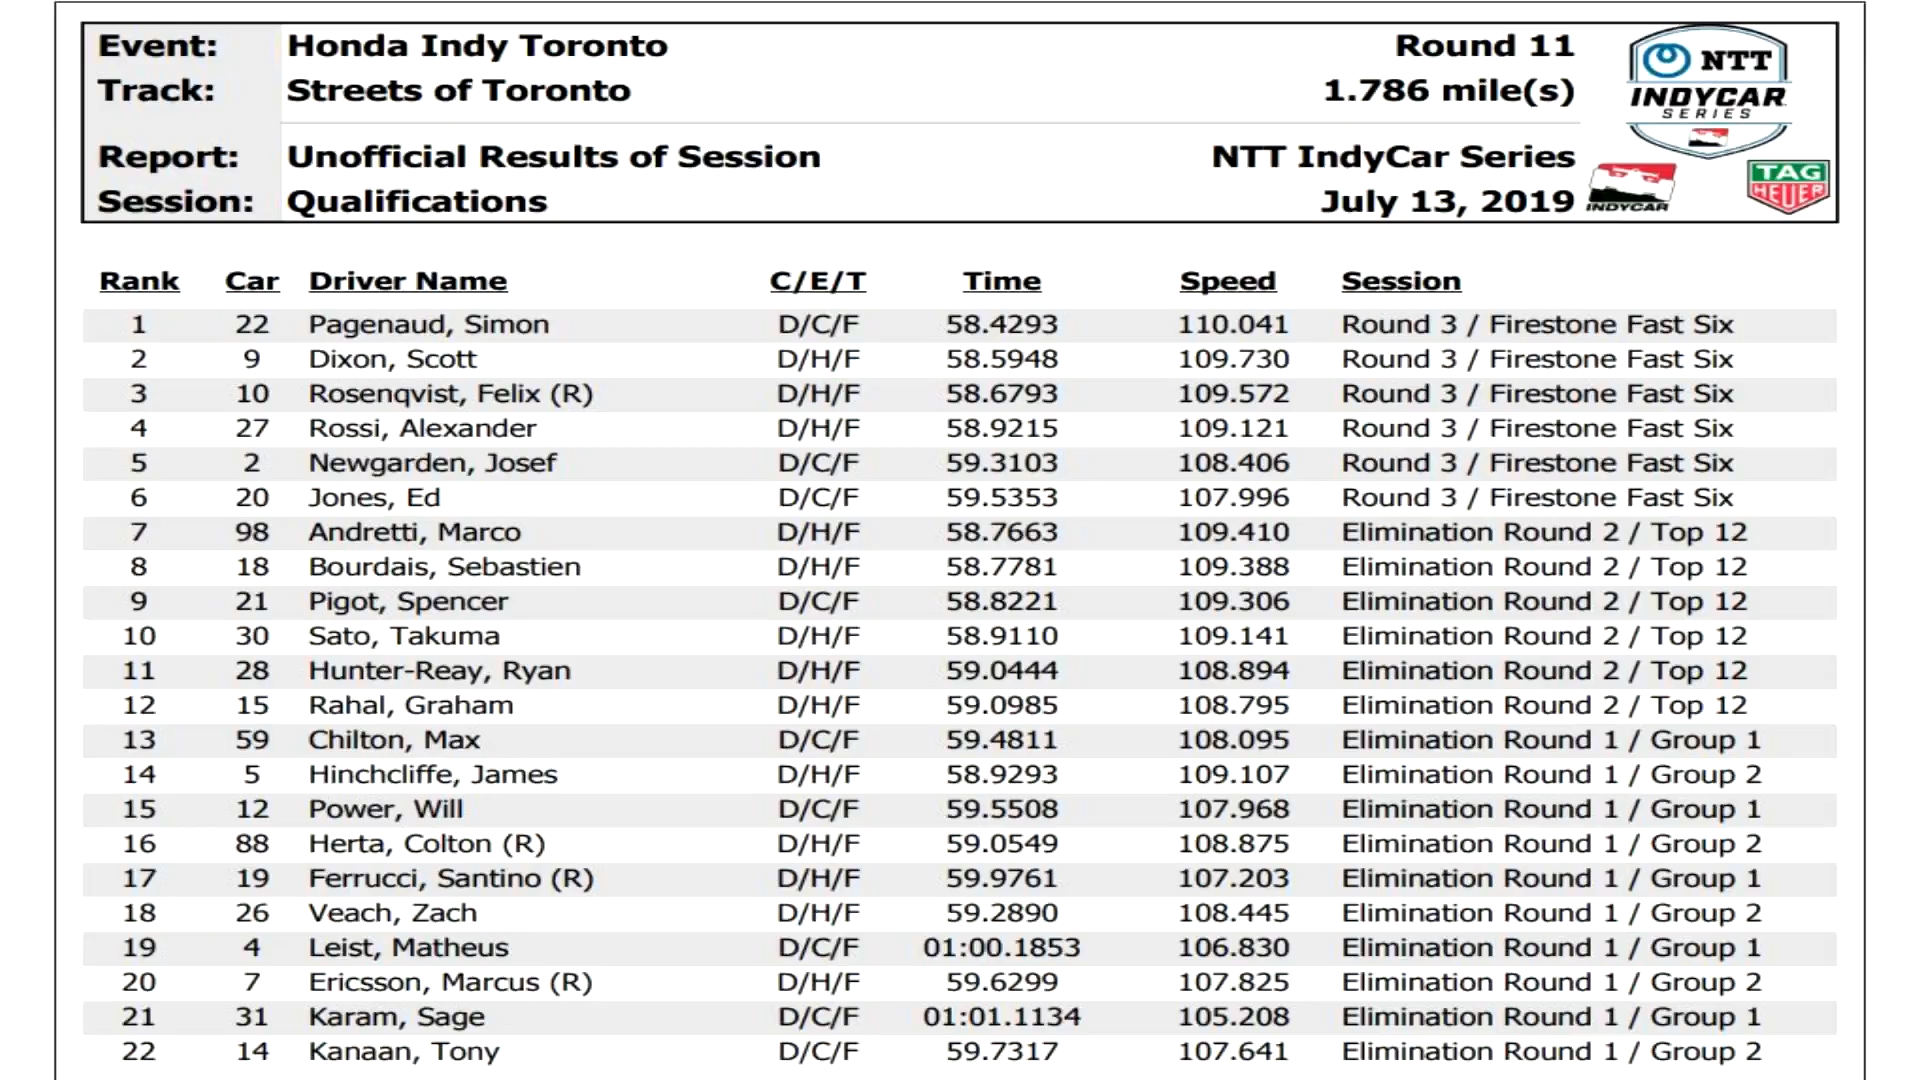 Event: Honda Indy Toronto Round 11
Track: Streets of Toronto 1.786 mile(s)
Report: Unofficial Results of Session NTT IndyCar Series
Session: Qualifications July 13, 2019
NTT
INDYCAR
SERIES
INDYCAR
TAG
HEUER
Rank Car Driver Name C/E/T Time Speed Session
1 22 Pagenaud, Simon D/C/F 58.4293 110.041 Round 3 / Firestone Fast Six
2 9 Dixon, Scott D/H/F 58.5948 109.730 Round 3 / Firestone Fast Six
3 10 Rosenqvist, Felix (R) D/H/F 58.6793 109.572 Round 3 / Firestone Fast Six
4 27 Rossi, Alexander D/H/F 58.9215 109.121 Round 3 / Firestone Fast Six
5 2 Newgarden, Josef D/C/F 59.3103 108.406 Round 3 / Firestone Fast Six
6 20 Jones, Ed D/C/F 59.5353 107.996 Round 3 / Firestone Fast Six
7 98 Andretti, Marco D/H/F 58.7663 109.410 Elimination Round 2 / Top 12
8 18 Bourdais, Sebastien D/H/F 58.7781 109.388 Elimination Round 2 / Top 12
9 21 Pigot, Spencer D/C/F 58.8221 109.306 Elimination Round 2 / Top 12
10 30 Sato, Takuma D/H/F 58.9110 109.141 Elimination Round 2 / Top 12
11 28 Hunter-Reay, Ryan D/H/F 59.0444 108.894 Elimination Round 2 / Top 12
12 15 Rahal, Graham D/H/F 59.0985 108.795 Elimination Round 2 / Top 12
13 59 Chilton, Max D/C/F 59.4811 108.095 Elimination Round 1 / Group 1
14 5 Hinchcliffe, James D/H/F 58.9293 109.107 Elimination Round 1 / Group 2
15 12 Power, Will D/C/F 59.5508 107.968 Elimination Round 1 / Group 1
16 88 Herta, Colton (R) D/H/F 59.0549 108.875 Elimination Round 1 / Group 2
17 19 Ferrucci, Santino (R) D/H/F 59.9761 107.203 Elimination Round 1 / Group 1
18 26 Veach, Zach D/H/F 59.2890 108.445 Elimination Round 1 / Group 2
19 4 Leist, Matheus D/C/F 01:00.1853 106.830 Elimination Round 1 / Group 1
20 7 Ericsson, Marcus (R) D/H/F 59.6299 107.825 Elimination Round 1 / Group 2
21 31 Karam, Sage D/C/F 01:01.1134 105.208 Elimination Round 1 / Group 1
22 14 Kanaan, Tony D/C/F 59.7317 107.641 Elimination Round 1 / Group 2